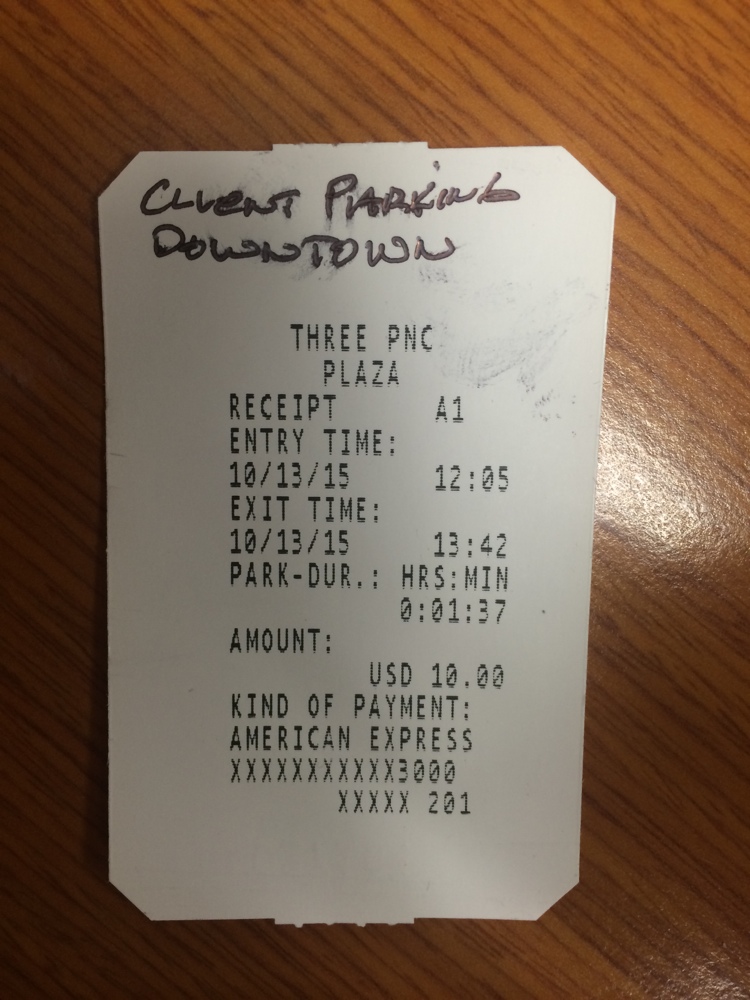 CLIENT PARKING
DOWNTOWN
THREE PNC
PLAZA
RECEIPT A1
ENTRY TIME:
10/13/15 12:05
EXIT TIME:
10/13/15 13:42
PARK-DUR.: HRS:MIN
0:01:37
AMOUNT:
USD 10.00
KIND OF PAYMENT:
AMERICAN EXPRESS
XXXXXXXXXXX3000
XXXXX 201